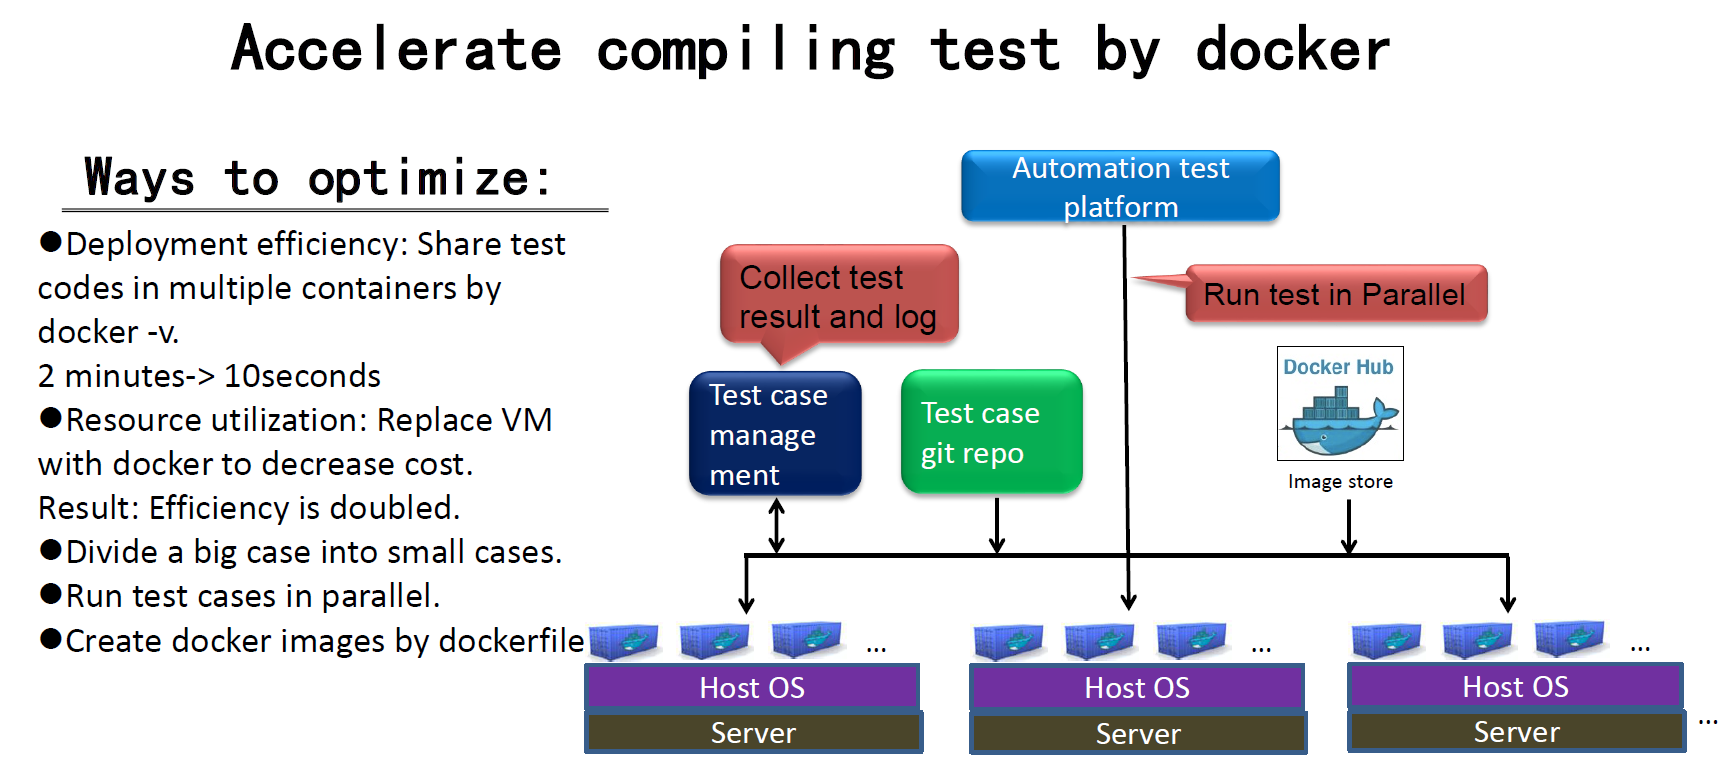 Accelerate compiling test by docker
Ways to optimize:
●Deployment efficiency: Share test
codes in multiple containers by
docker -v.
2 minutes-> 10seconds
●Resource utilization: Replace VM
with docker to decrease cost.
Result: Efficiency is doubled.
●Divide a big case into small cases.
●Run test cases in parallel.
●Create docker images by dockerfile
Automation test
platform
Collect test
result and log
Run test in Parallel
Test case
manage
ment
Test case
git repo
Docker Hub
Image store
...
...
...
Host OS
Host OS
Host OS
Server
Server
Server
...